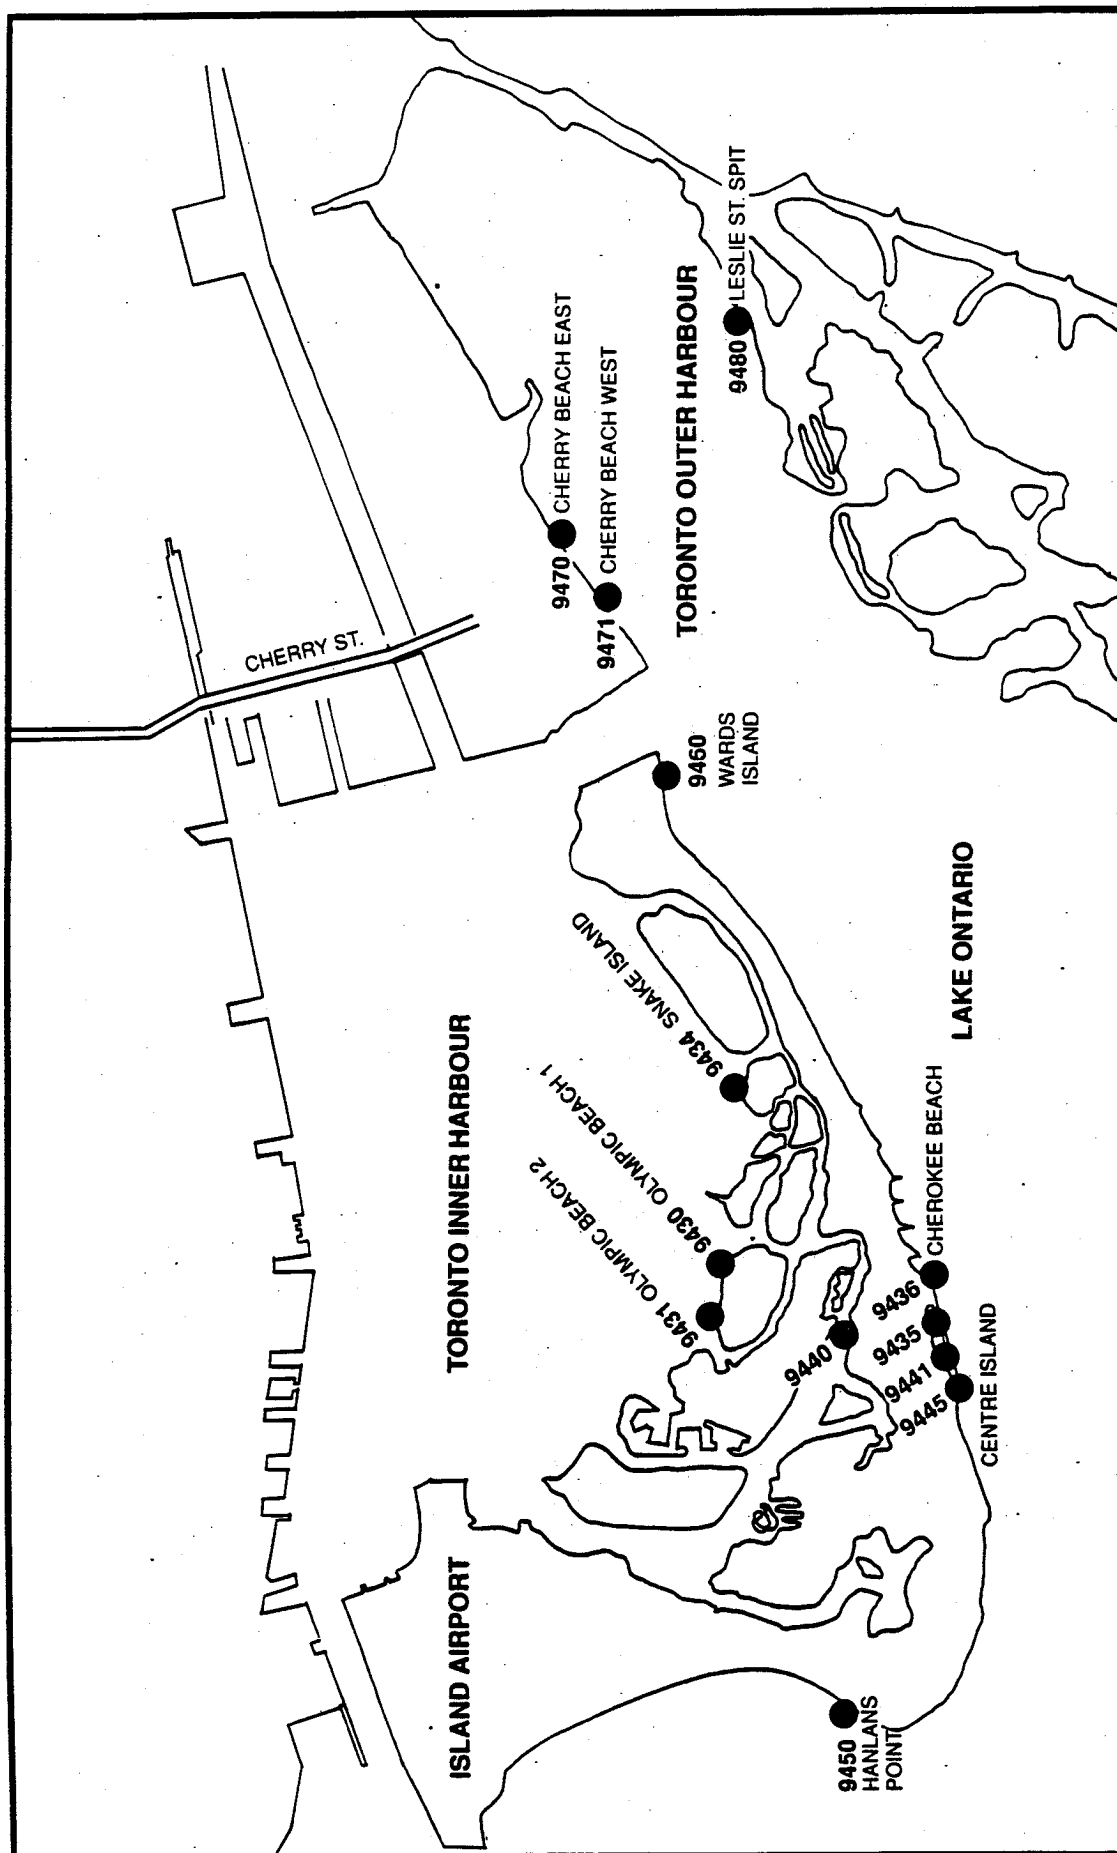 CHERRY ST.
9470 CHERRY BEACH EAST
9471 CHERRY BEACH WEST
TORONTO OUTER HARBOUR
9480 LESLIE ST. SPIT
9460
WARDS
ISLAND
TORONTO INNER HARBOUR
9434 SNAKE ISLAND
9430 OLYMPIC BEACH 1
9431 OLYMPIC BEACH 2
LAKE ONTARIO
9436
CHEROKEE BEACH
9435
9440
9441
9445
CENTRE ISLAND
ISLAND AIRPORT
9450
HANLANS
POINT